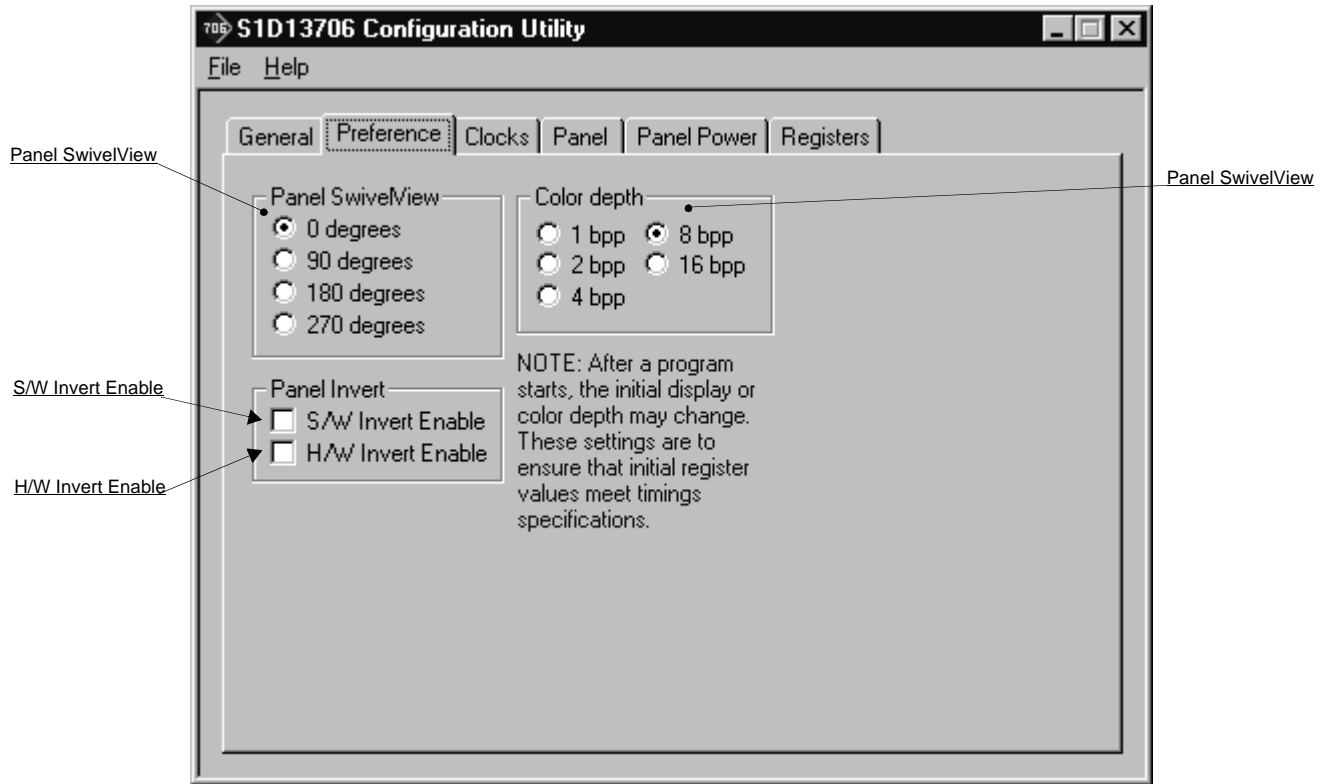 706 S1D13706 Configuration Utility
File Help
General Preference Clocks Panel Panel Power Registers
Panel SwivelView
Panel SwivelView
Panel SwivelView
0 degrees
90 degrees
180 degrees
270 degrees
Color depth
1 bpp 8 bpp
2 bpp 16 bpp
4 bpp
S/W Invert Enable
H/W Invert Enable
Panel Invert
S/W Invert Enable
H/W Invert Enable
NOTE: After a program
starts, the initial display or
color depth may change.
These settings are to
ensure that initial register
values meet timings
specifications.